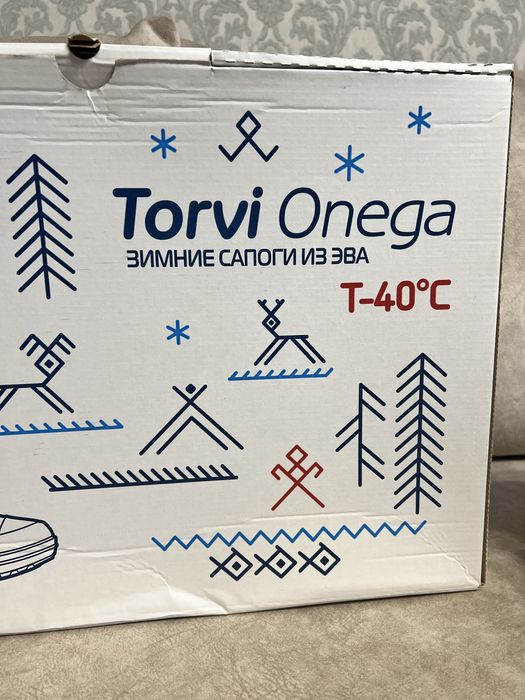 Torvi Onega
ЗИМНИЕ САПОГИ ИЗ ЭВА
T-40°C